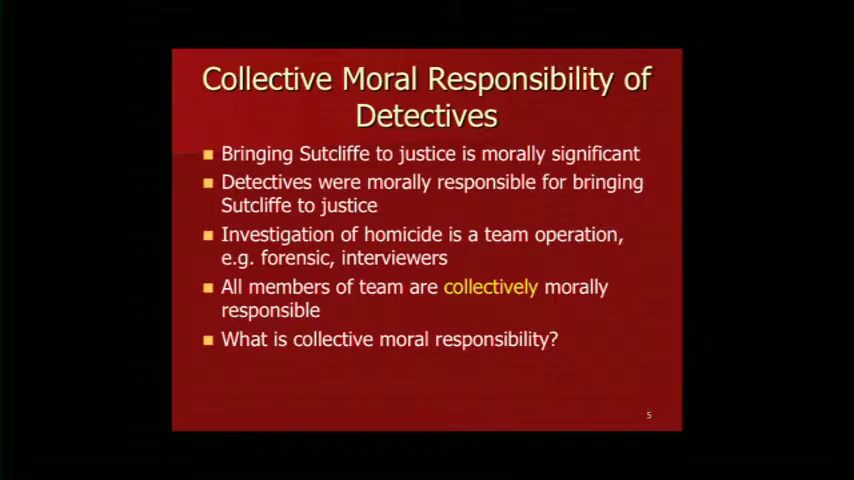 Collective Moral Responsibility of
Detectives
Bringing Sutcliffe to justice is morally significant
Detectives were morally responsible for bringing
Sutcliffe to justice
Investigation of homicide is a team operation,
e.g. forensic, interviewers
All members of team are collectively morally
responsible
What is collective moral responsibility?
5